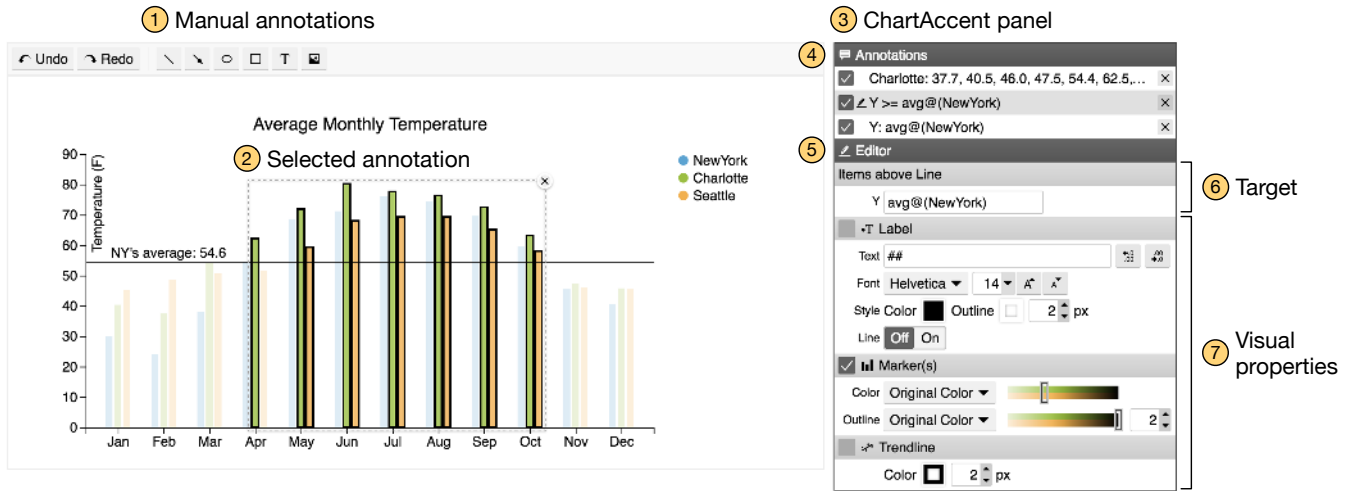 1 Manual annotations
3 ChartAccent panel
Undo Redo T
4 Annotations
Charlotte: 37.7, 40.5, 46.0, 47.5, 54.4, 62.5,...
Y >= avg@(NewYork)
Y: avg@(NewYork)
5 Editor
Items above Line
Y avg@(NewYork)
6 Target
T Label
Text ##
Font Helvetica 14 A A
Style Color Outline 2 px
Line Off On
7 Visual
properties
Marker(s)
Color Original Color
Outline Original Color 2
Trendline
Color 2 px
Average Monthly Temperature
2 Selected annotation
NewYork
Charlotte
Seattle
Temperature (F)
90
80
70
60
50
40
30
20
10
0
NY's average: 54.6
Jan Feb Mar Apr May Jun Jul Aug Sep Oct Nov Dec